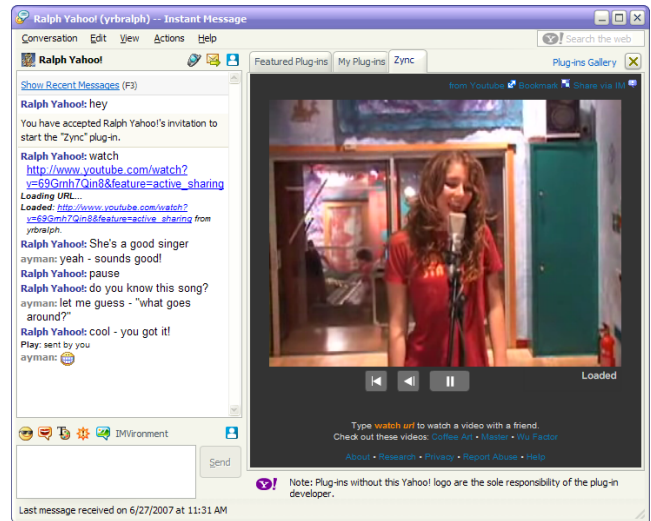 Ralph Yahoo! (yrbralph) -- Instant Message
Conversation Edit View Actions Help
Y! Search the web
Ralph Yahoo!
Featured Plug-ins My Plug-ins Zync
Plug-ins Gallery
from Youtube Bookmark Share via IM
Show Recent Messages (F3)
Ralph Yahoo!: hey
You have accepted Ralph Yahoo!'s invitation to
start the "Zync" plug-in.
Ralph Yahoo!: watch
http://www.youtube.com/watch?
v=69Gmh7Qin8&feature=active_sharing
Loading URL...
Loaded: http://www.youtube.com/watch?
v=69Gmh7Qin8&feature=active_sharing from
yrbralph.
Ralph Yahoo!: She's a good singer
ayman: yeah - sounds good!
Ralph Yahoo!: pause
Ralph Yahoo!: do you know this song?
ayman: let me guess - "what goes
around?"
Ralph Yahoo!: cool - you got it!
Play: sent by you
ayman:
Loaded
IMVironment
Send
Type watch url to watch a video with a friend.
Check out these videos: Coffee Art • Master • Wu Factor
About • Research • Privacy • Report Abuse • Help
Y! Note: Plug-ins without this Yahoo! logo are the sole responsibility of the plug-in
developer.
Last message received on 6/27/2007 at 11:31 AM